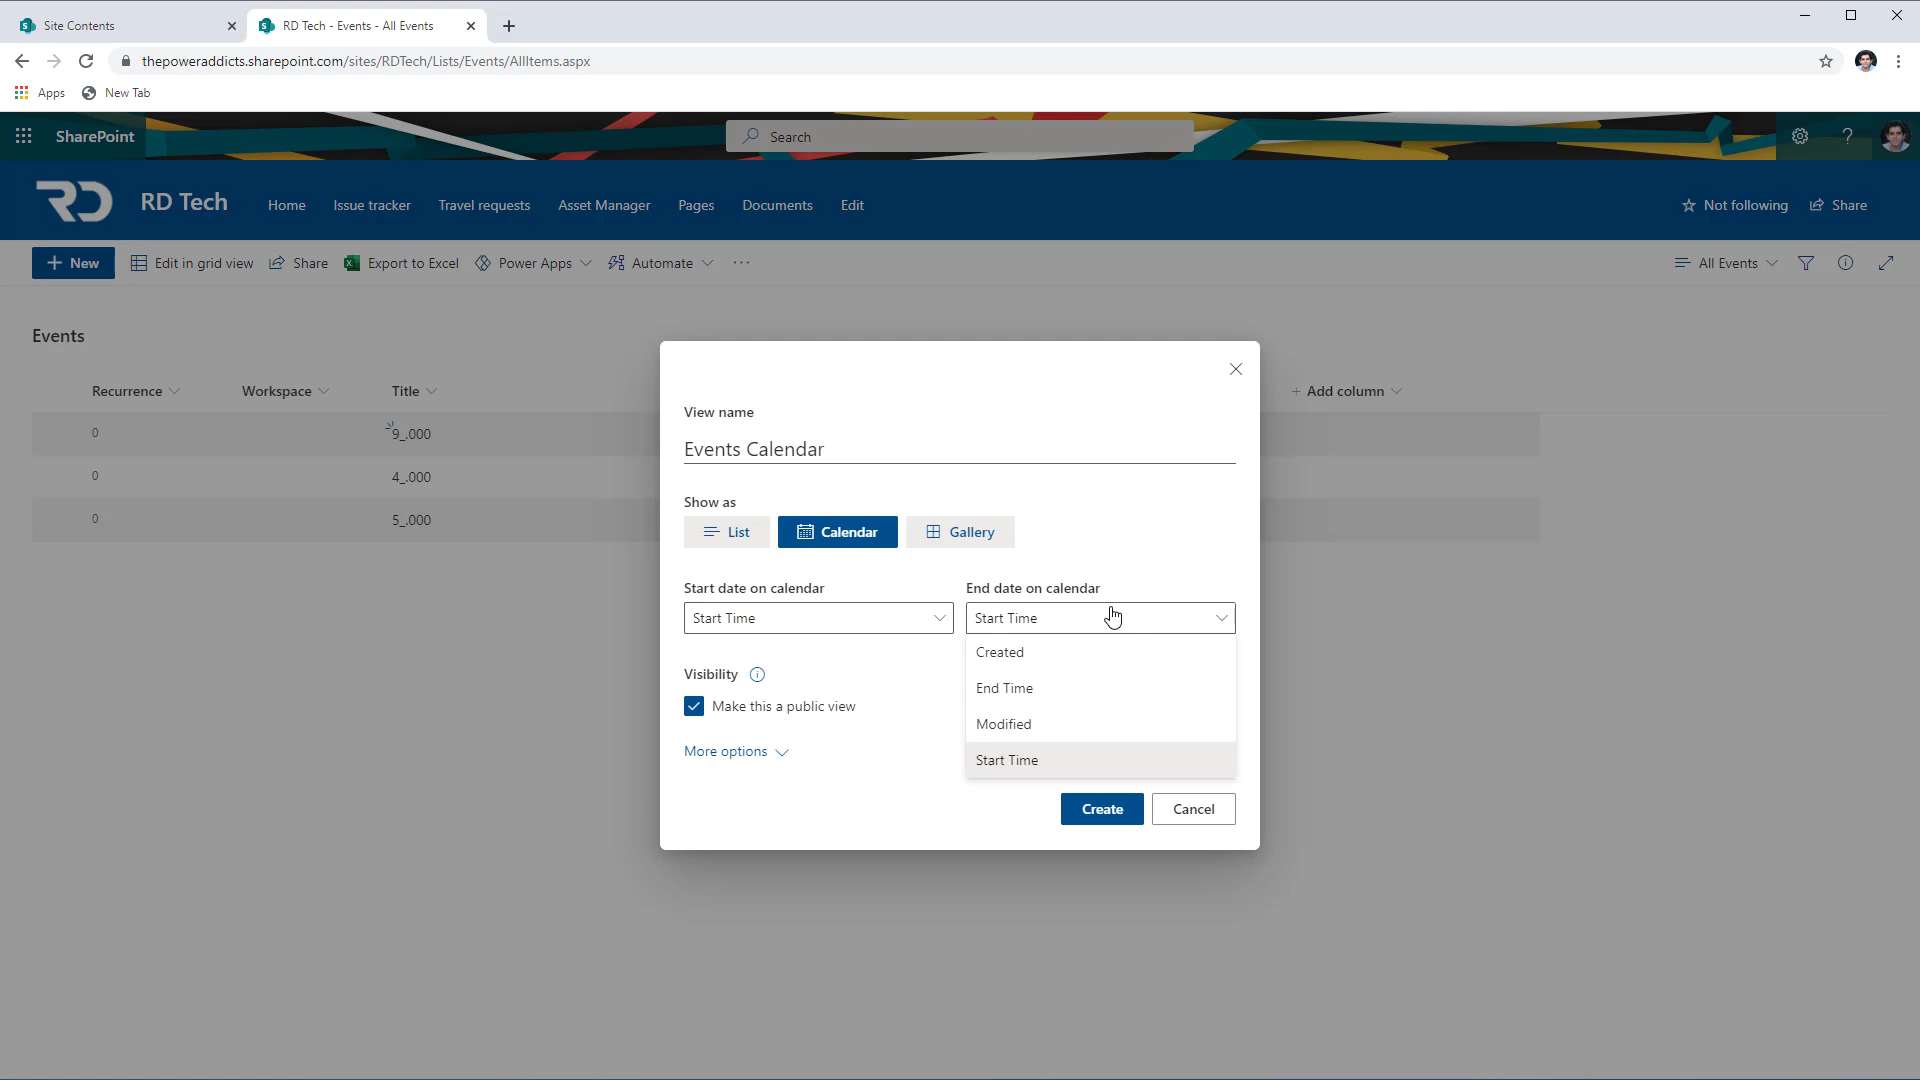 Site Contents
RD Tech - Events - All Events
thepoweraddicts.sharepoint.com/sites/RDTech/Lists/Events/AllItems.aspx
Apps
New Tab
SharePoint
Search
RD
RD Tech
Home
Issue tracker
Travel requests
Asset Manager
Pages
Documents
Edit
Not following
Share
New
Edit in grid view
Share
Export to Excel
Power Apps
Automate
...
All Events
Events
Recurrence
Workspace
Title
+ Add column
0
9_.000
0
4_.000
0
5_.000
View name
Events Calendar
Show as
List
Calendar
Gallery
Start date on calendar
End date on calendar
Start Time
Start Time
Created
End Time
Modified
Start Time
Visibility
Make this a public view
More options
Create
Cancel